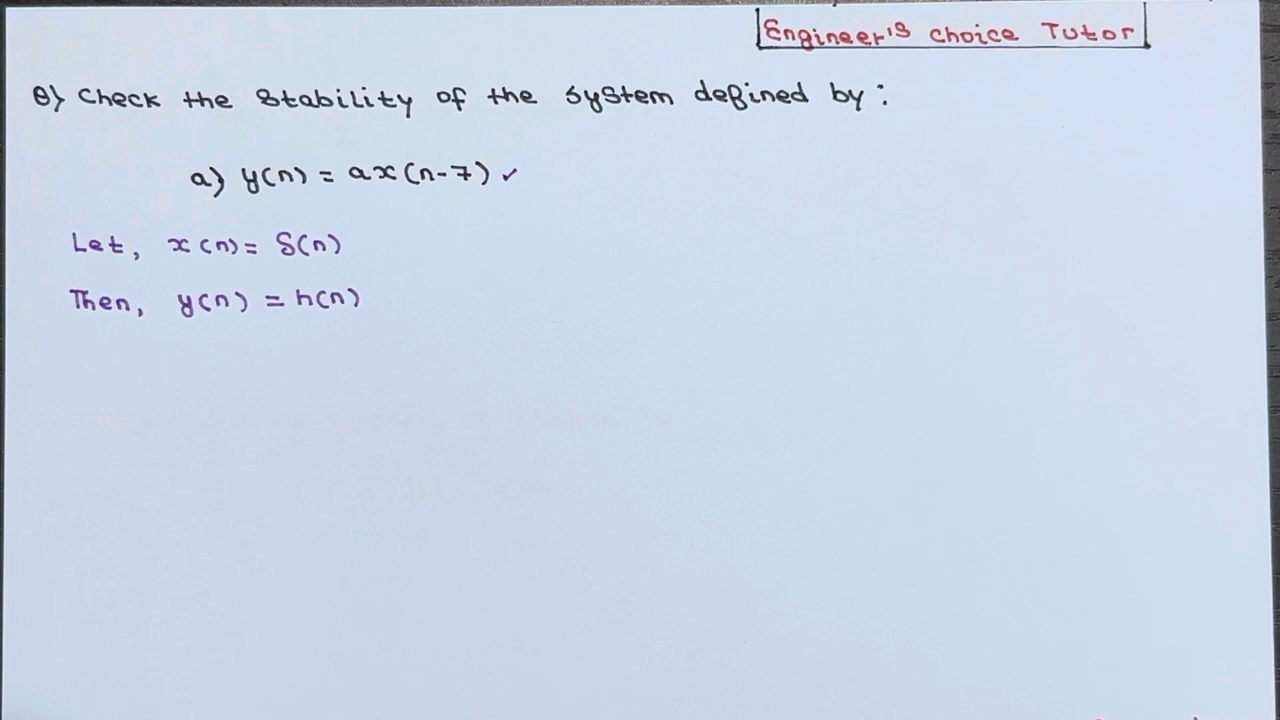 Engineer's choice Tutor
Q) Check the stability of the system defined by:
a) y(n) = ax(n-7) ✓
Let, x(n) = δ(n)
Then, y(n) = h(n)